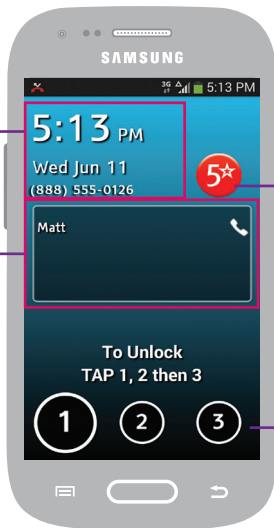 SAMSUNG
3G 5:13 PM
5:13 PM
Wed Jun 11
(888) 555-0126
5☆
Matt
To Unlock
TAP 1, 2 then 3
1 2 3